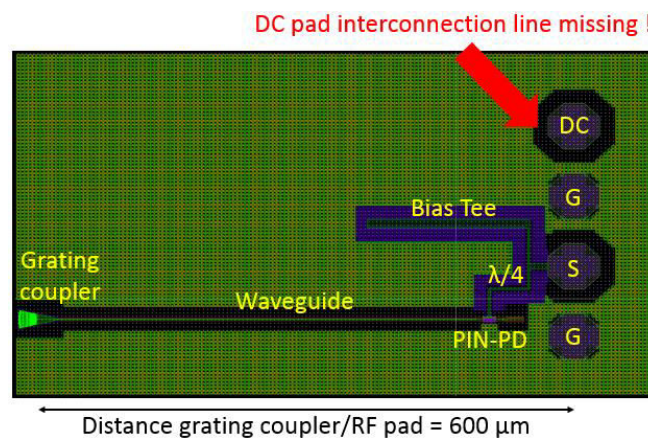 DC pad interconnection line missing !
DC
G
Bias Tee
S
λ/4
Grating
coupler
Waveguide
PIN-PD
G
Distance grating coupler/RF pad = 600 µm